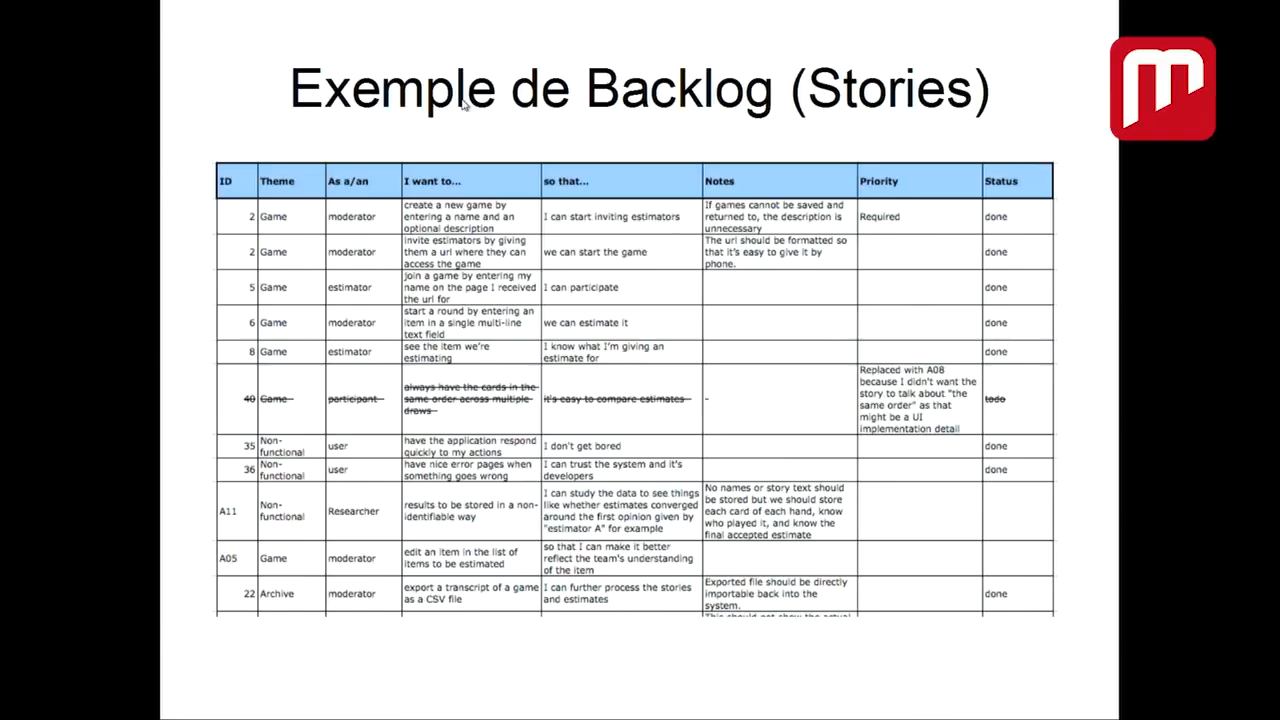 Exemple de Backlog (Stories)
ID Theme As a/an I want to... so that... Notes Priority Status
2 Game moderator create a new game by entering a name and an optional description I can start inviting estimators If games cannot be saved and returned to, the description is unnecessary Required done
2 Game moderator invite estimators by giving them a url where they can access the game we can start the game The url should be formatted so that it's easy to give it by phone. done
5 Game estimator join a game by entering my name on the page I received the url for I can participate done
6 Game moderator start a round by entering an item in a single multi-line text field we can estimate it done
8 Game estimator see the item we're estimating I know what I'm giving an estimate for done
40 Game participant always have the cards in the same order across multiple draws it's easy to compare estimates - Replaced with A08 because I didn't want the story to talk about "the same order" as that might be a UI implementation detail todo
35 Non-functional user have the application respond quickly to my actions I don't get bored done
36 Non-functional user have nice error pages when something goes wrong I can trust the system and it's developers done
A11 Non-functional Researcher results to be stored in a non-identifiable way I can study the data to see things like whether estimates converged around the first opinion given by "estimator A" for example No names or story text should be stored but we should store each card of each hand, know who played it, and know the final accepted estimate
A05 Game moderator edit an item in the list of items to be estimated so that I can make it better reflect the team's understanding of the item
22 Archive moderator export a transcript of a game as a CSV file I can further process the stories and estimates Exported file should be directly importable back into the system. done